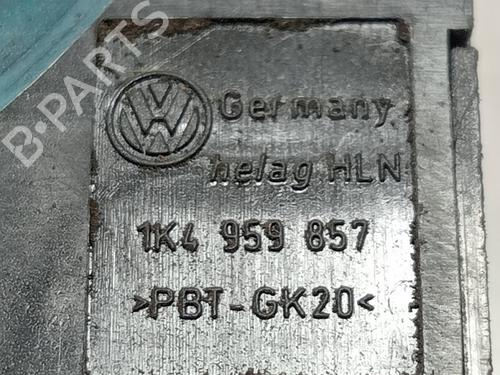 B-PARTS
VW Germany
helag HLN
1K4 959 857
>PBT-GK20<